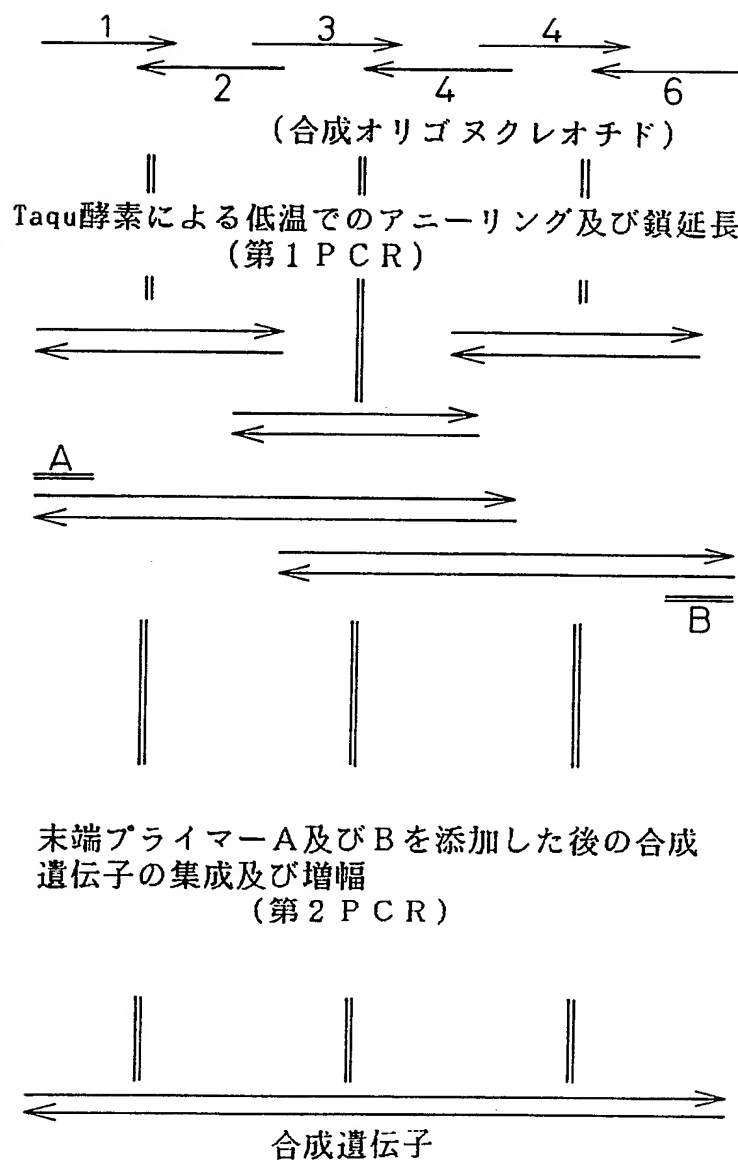 1 3 4
2 4 6
(合成オリゴヌクレオチド)
Taqu酵素による低温でのアニーリング及び鎖延長
(第1PCR)
A
B
末端プライマーA及びBを添加した後の合成
遺伝子の集成及び増幅
(第2PCR)
合成遺伝子